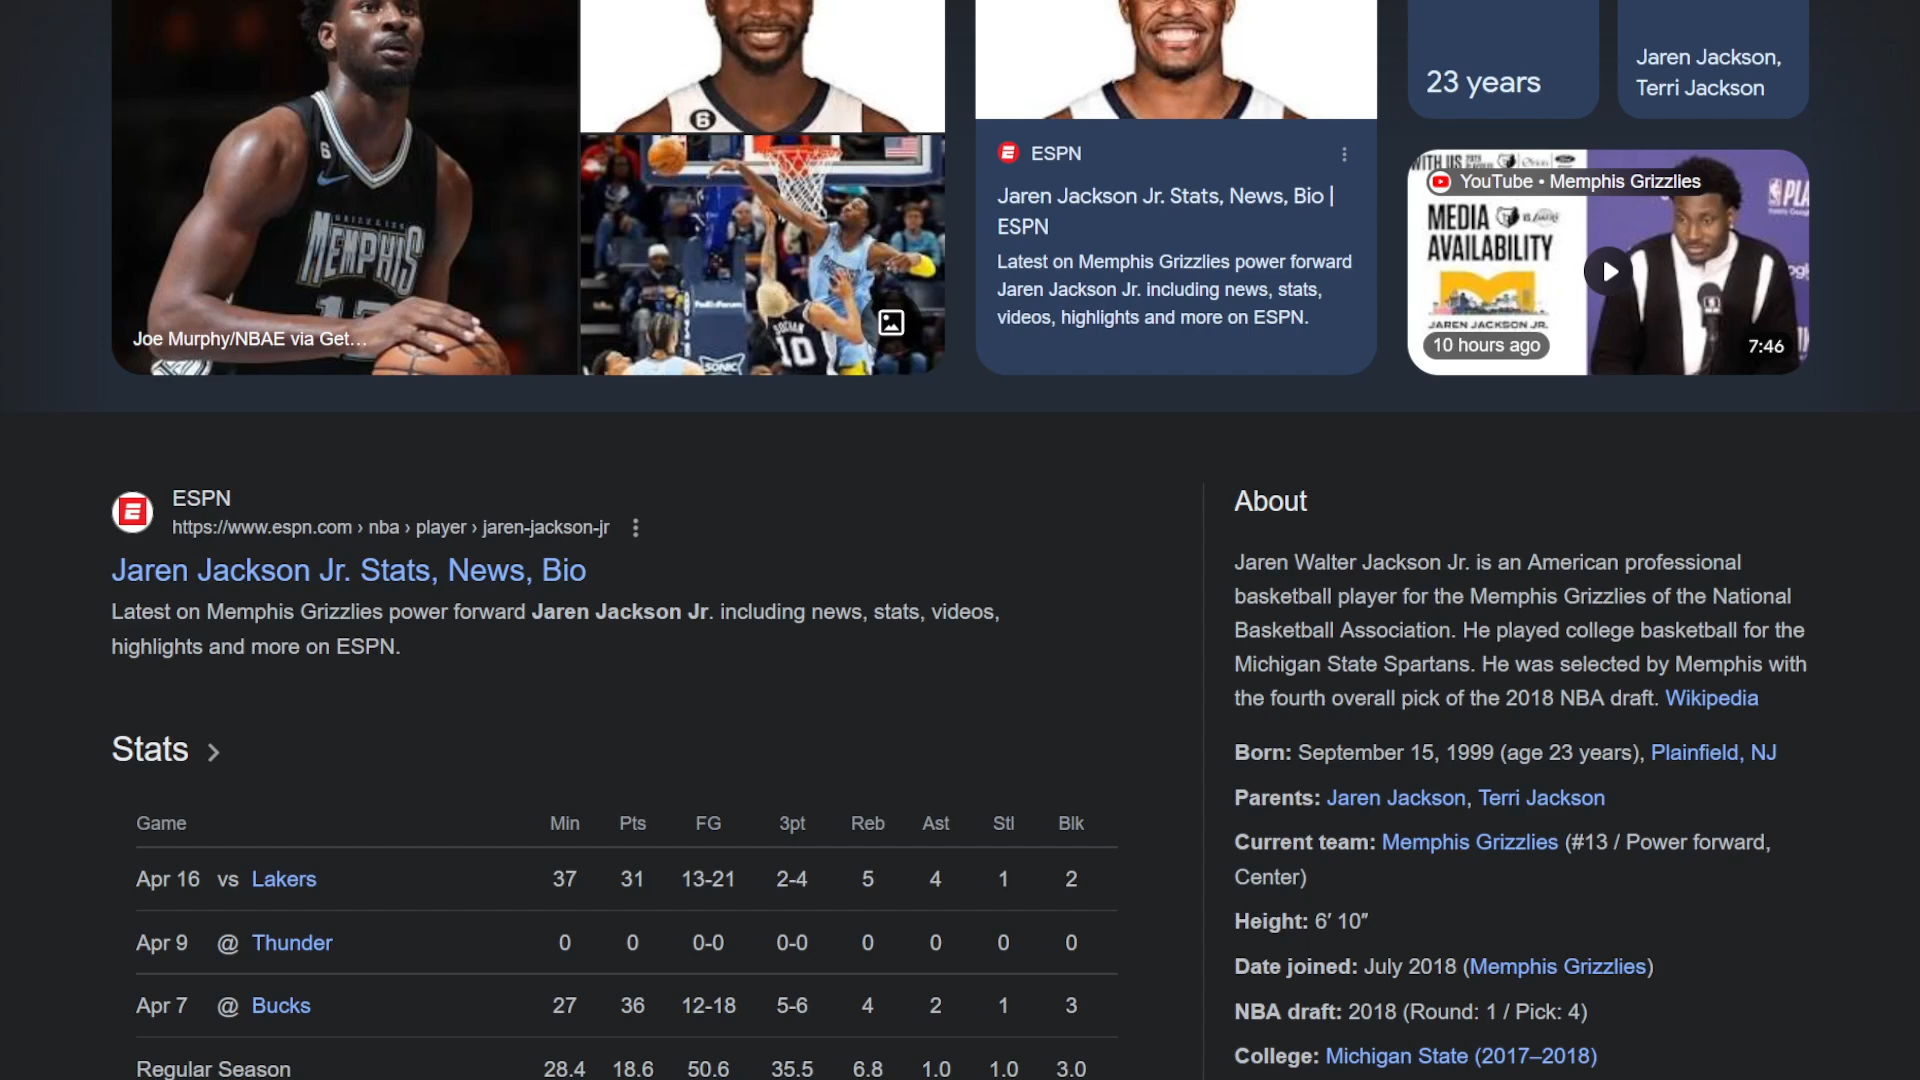 6
MEMPHIS
Joe Murphy/NBAE via Get…
6
SOCHAN
10
SONIC
ESPN
Jaren Jackson Jr. Stats, News, Bio |
ESPN
Latest on Memphis Grizzlies power forward
Jaren Jackson Jr. including news, stats,
videos, highlights and more on ESPN.
23 years
Jaren Jackson,
Terri Jackson
WITH US
YouTube • Memphis Grizzlies
MEDIA
AVAILABILITY
JAREN JACKSON JR.
10 hours ago
7:46
ESPN
https://www.espn.com › nba › player › jaren-jackson-jr
Jaren Jackson Jr. Stats, News, Bio
Latest on Memphis Grizzlies power forward Jaren Jackson Jr. including news, stats, videos,
highlights and more on ESPN.
Stats
Game Min Pts FG 3pt Reb Ast Stl Blk
Apr 16 vs Lakers 37 31 13-21 2-4 5 4 1 2
Apr 9 @ Thunder 0 0 0-0 0-0 0 0 0 0
Apr 7 @ Bucks 27 36 12-18 5-6 4 2 1 3
Regular Season 28.4 18.6 50.6 35.5 6.8 1.0 1.0 3.0
About
Jaren Walter Jackson Jr. is an American professional
basketball player for the Memphis Grizzlies of the National
Basketball Association. He played college basketball for the
Michigan State Spartans. He was selected by Memphis with
the fourth overall pick of the 2018 NBA draft. Wikipedia
Born: September 15, 1999 (age 23 years), Plainfield, NJ
Parents: Jaren Jackson, Terri Jackson
Current team: Memphis Grizzlies (#13 / Power forward,
Center)
Height: 6′ 10″
Date joined: July 2018 (Memphis Grizzlies)
NBA draft: 2018 (Round: 1 / Pick: 4)
College: Michigan State (2017–2018)